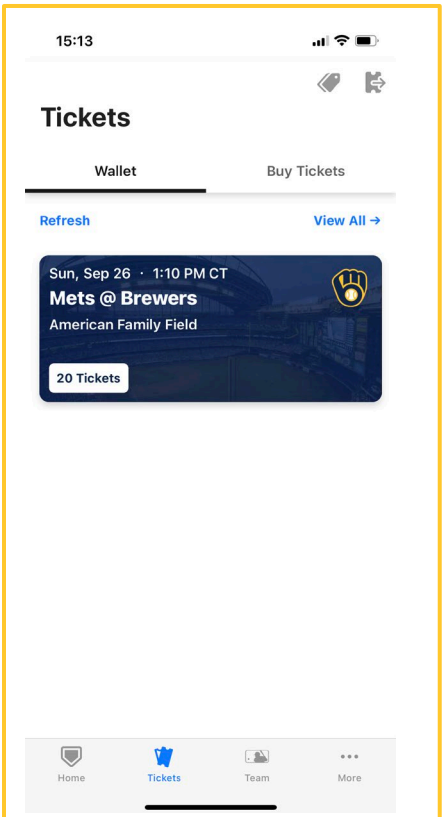 15:13
Tickets
Wallet
Buy Tickets
Refresh
View All →
Sun, Sep 26 · 1:10 PM CT
Mets @ Brewers
American Family Field
20 Tickets
Home
Tickets
Team
More